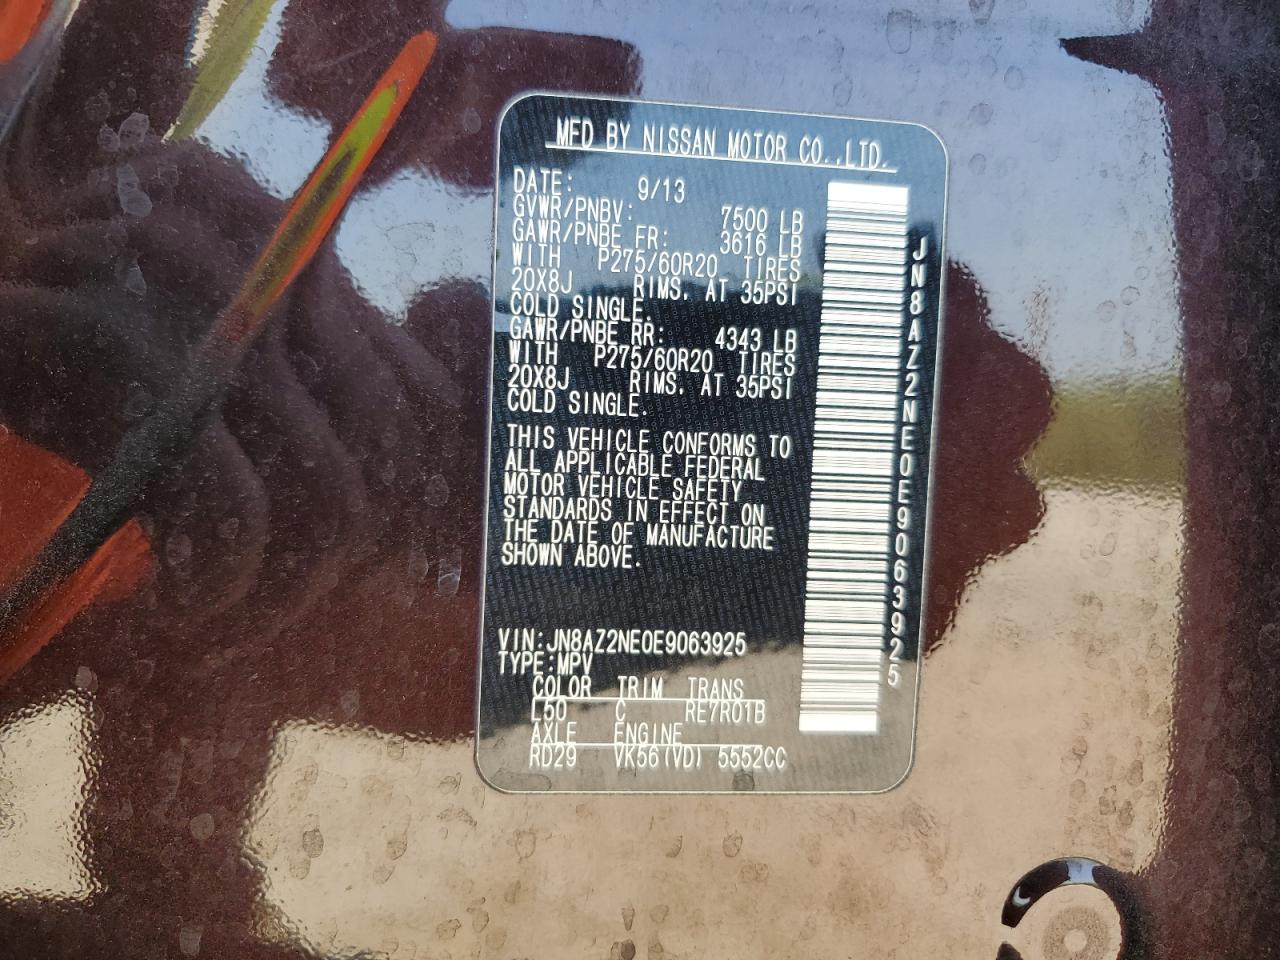 MFD BY NISSAN MOTOR CO.,LTD.
DATE: 9/13
GVWR/PNBV: 7500 LB
GAWR/PNBE FR: 3616 LB
WITH P275/60R20 TIRES
20X8J RIMS. AT 35PSI
COLD SINGLE.
GAWR/PNBE RR: 4343 LB
WITH P275/60R20 TIRES
20X8J RIMS. AT 35PSI
COLD SINGLE.
THIS VEHICLE CONFORMS TO
ALL APPLICABLE FEDERAL
MOTOR VEHICLE SAFETY
STANDARDS IN EFFECT ON
THE DATE OF MANUFACTURE
SHOWN ABOVE.
VIN:JN8AZ2NE0E9063925
TYPE:MPV
COLOR TRIM TRANS
L50 C RE7R01B
AXLE ENGINE
RD29 VK56(VD) 5552CC
JN8AZ2NE0E9063925